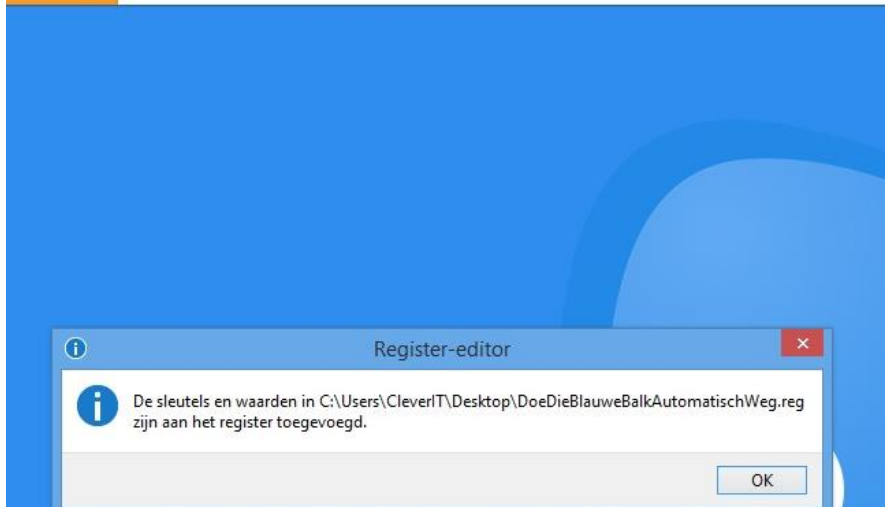 Register-editor
De sleutels en waarden in C:\Users\CleverIT\Desktop\DoeDieBlauweBalkAutomatischWeg.reg
zijn aan het register toegevoegd.
OK